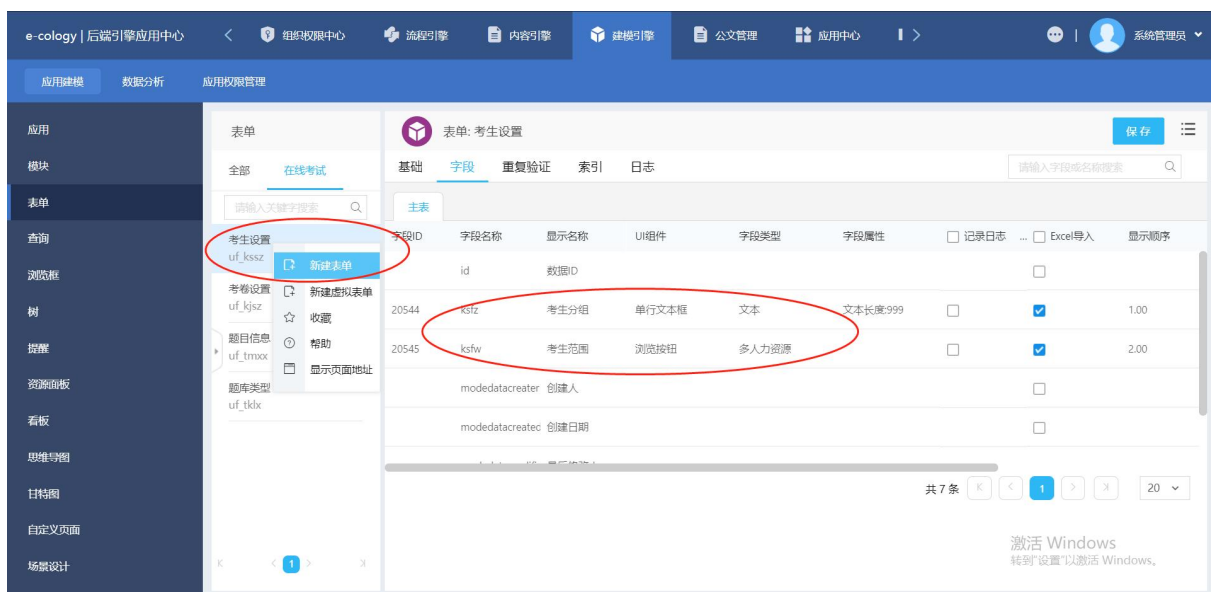 e-cology | 后端引擎应用中心 组织权限中心 流程引擎 内容引擎 建模引擎 公文管理 应用中心 系统管理员
应用建模 数据分析 应用权限管理
应用
模块
表单
查询
浏览框
树
提醒
资源面板
看板
思维导图
甘特图
自定义页面
场景设计
表单
全部 在线考试
请输入关键字搜索
考生设置
uf_kssz
考卷设置
uf_kjsz
题目信息
uf_tmxx
题库类型
uf_tklx
新建表单
新建虚拟表单
收藏
帮助
显示页面地址
1
表单: 考生设置 保存
基础 字段 重复验证 索引 日志 请输入字段或名称搜索
主表
字段ID 字段名称 显示名称 UI组件 字段类型 字段属性 记录日志 ... Excel导入 显示顺序
id 数据ID
20544 ksfz 考生分组 单行文本框 文本 文本长度:999 1.00
20545 ksfw 考生范围 浏览按钮 多人力资源 2.00
modedatacreater 创建人
modedatacreatec 创建日期
共7条 1 20
激活 Windows
转到"设置"以激活 Windows。